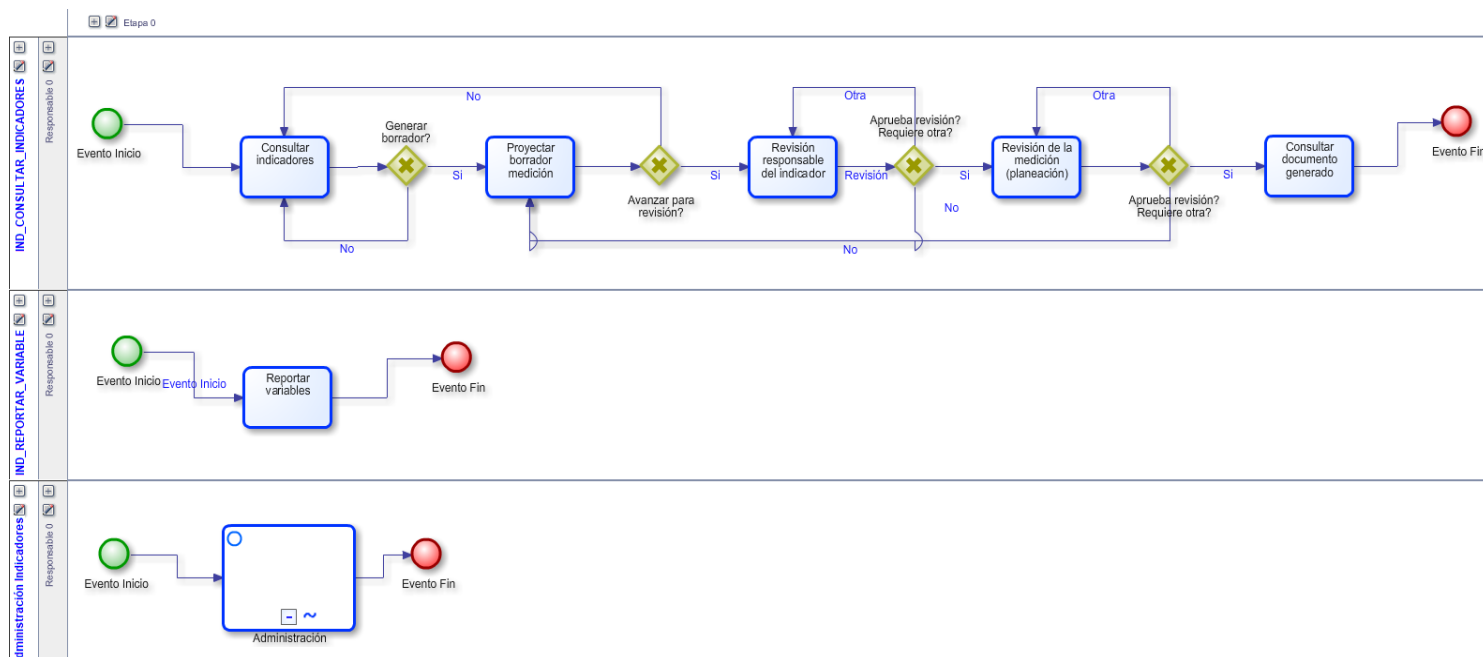 Etapa 0
IND_CONSULTAR_INDICADORES
Responsable 0
Evento Inicio
Consultar
indicadores
Generar
borrador?
No
No
Si
Proyectar
borrador
medición
Avanzar para
revisión?
Si
Revisión
responsable
del indicador
Otra
Revisión
Aprueba revisión?
Requiere otra?
Si
No
No
Revisión de la
medición
(planeación)
Otra
Aprueba revisión?
Requiere otra?
Si
Consultar
documento
generado
Evento Fin
IND_REPORTAR_VARIABLE
Responsable 0
Evento Inicio
Evento Inicio
Reportar
variables
Evento Fin
dministración Indicadores
Responsable 0
Evento Inicio
Administración
Evento Fin